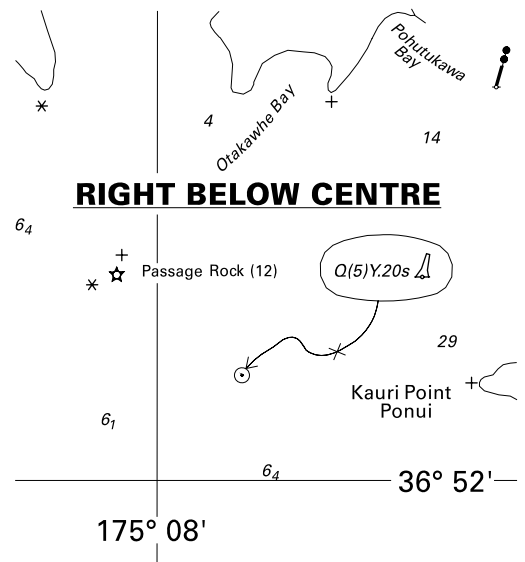 Pohutukawa
Bay
4
Otakawhe Bay
14
RIGHT BELOW CENTRE
6₄
Passage Rock (12)
Q(5)Y.20s
29
Kauri Point
Ponui
6₁
6₄
36° 52'
175° 08'